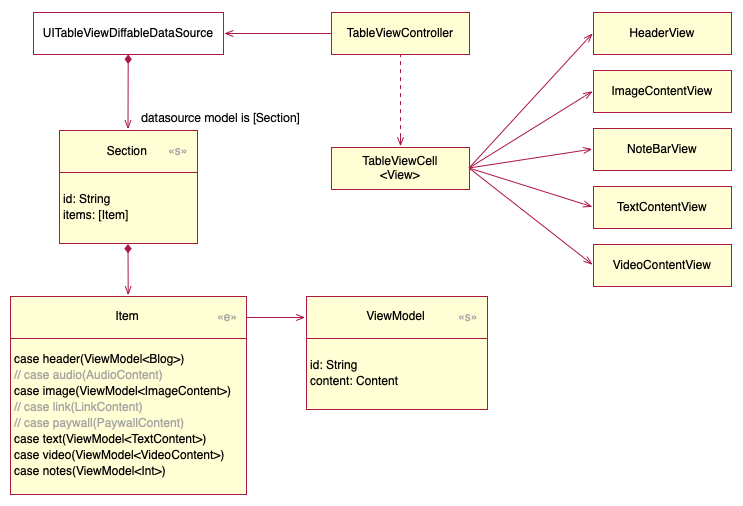 UITableViewDiffableDataSource
TableViewController
HeaderView
ImageContentView
datasource model is [Section]
NoteBarView
Section «s»
TableViewCell
<View>
id: String
items: [Item]
TextContentView
VideoContentView
Item «e»
ViewModel «s»
case header(ViewModel<Blog>)
// case audio(AudioContent)
case image(ViewModel<ImageContent>)
// case link(LinkContent)
// case paywall(PaywallContent)
case text(ViewModel<TextContent>)
case video(ViewModel<VideoContent>)
case notes(ViewModel<Int>)
id: String
content: Content